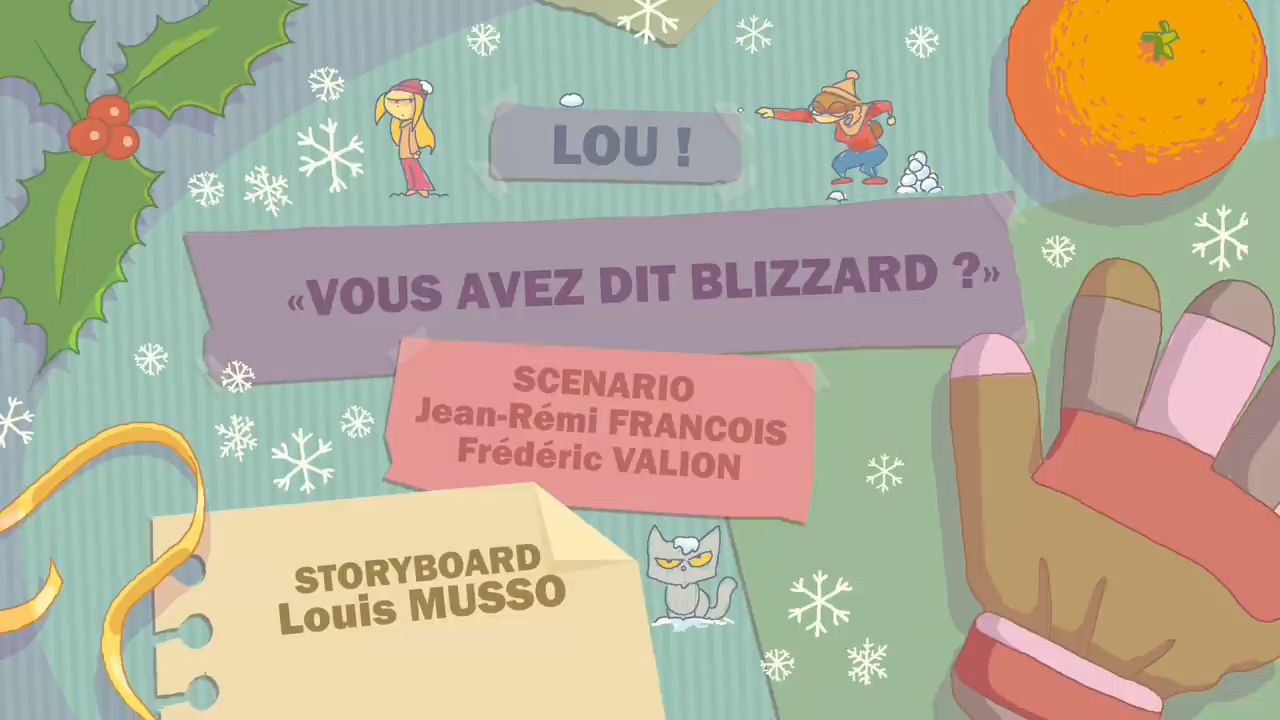 LOU !
«VOUS AVEZ DIT BLIZZARD ?»
SCENARIO
Jean-Rémi FRANCOIS
Frédéric VALION
STORYBOARD
Louis MUSSO